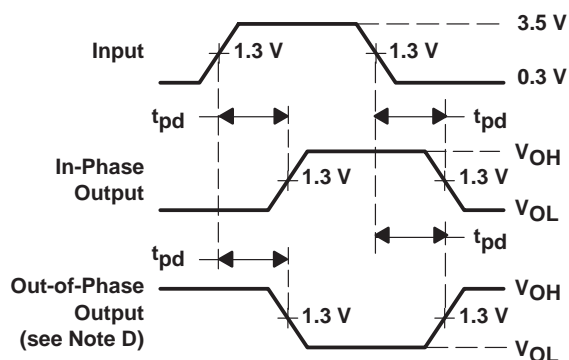 3.5 V
Input
1.3 V
1.3 V
0.3 V
tpd
tpd
In-Phase
Output
VOH
1.3 V
1.3 V
VOL
tpd
tpd
Out-of-Phase
Output
(see Note D)
VOH
1.3 V
1.3 V
VOL